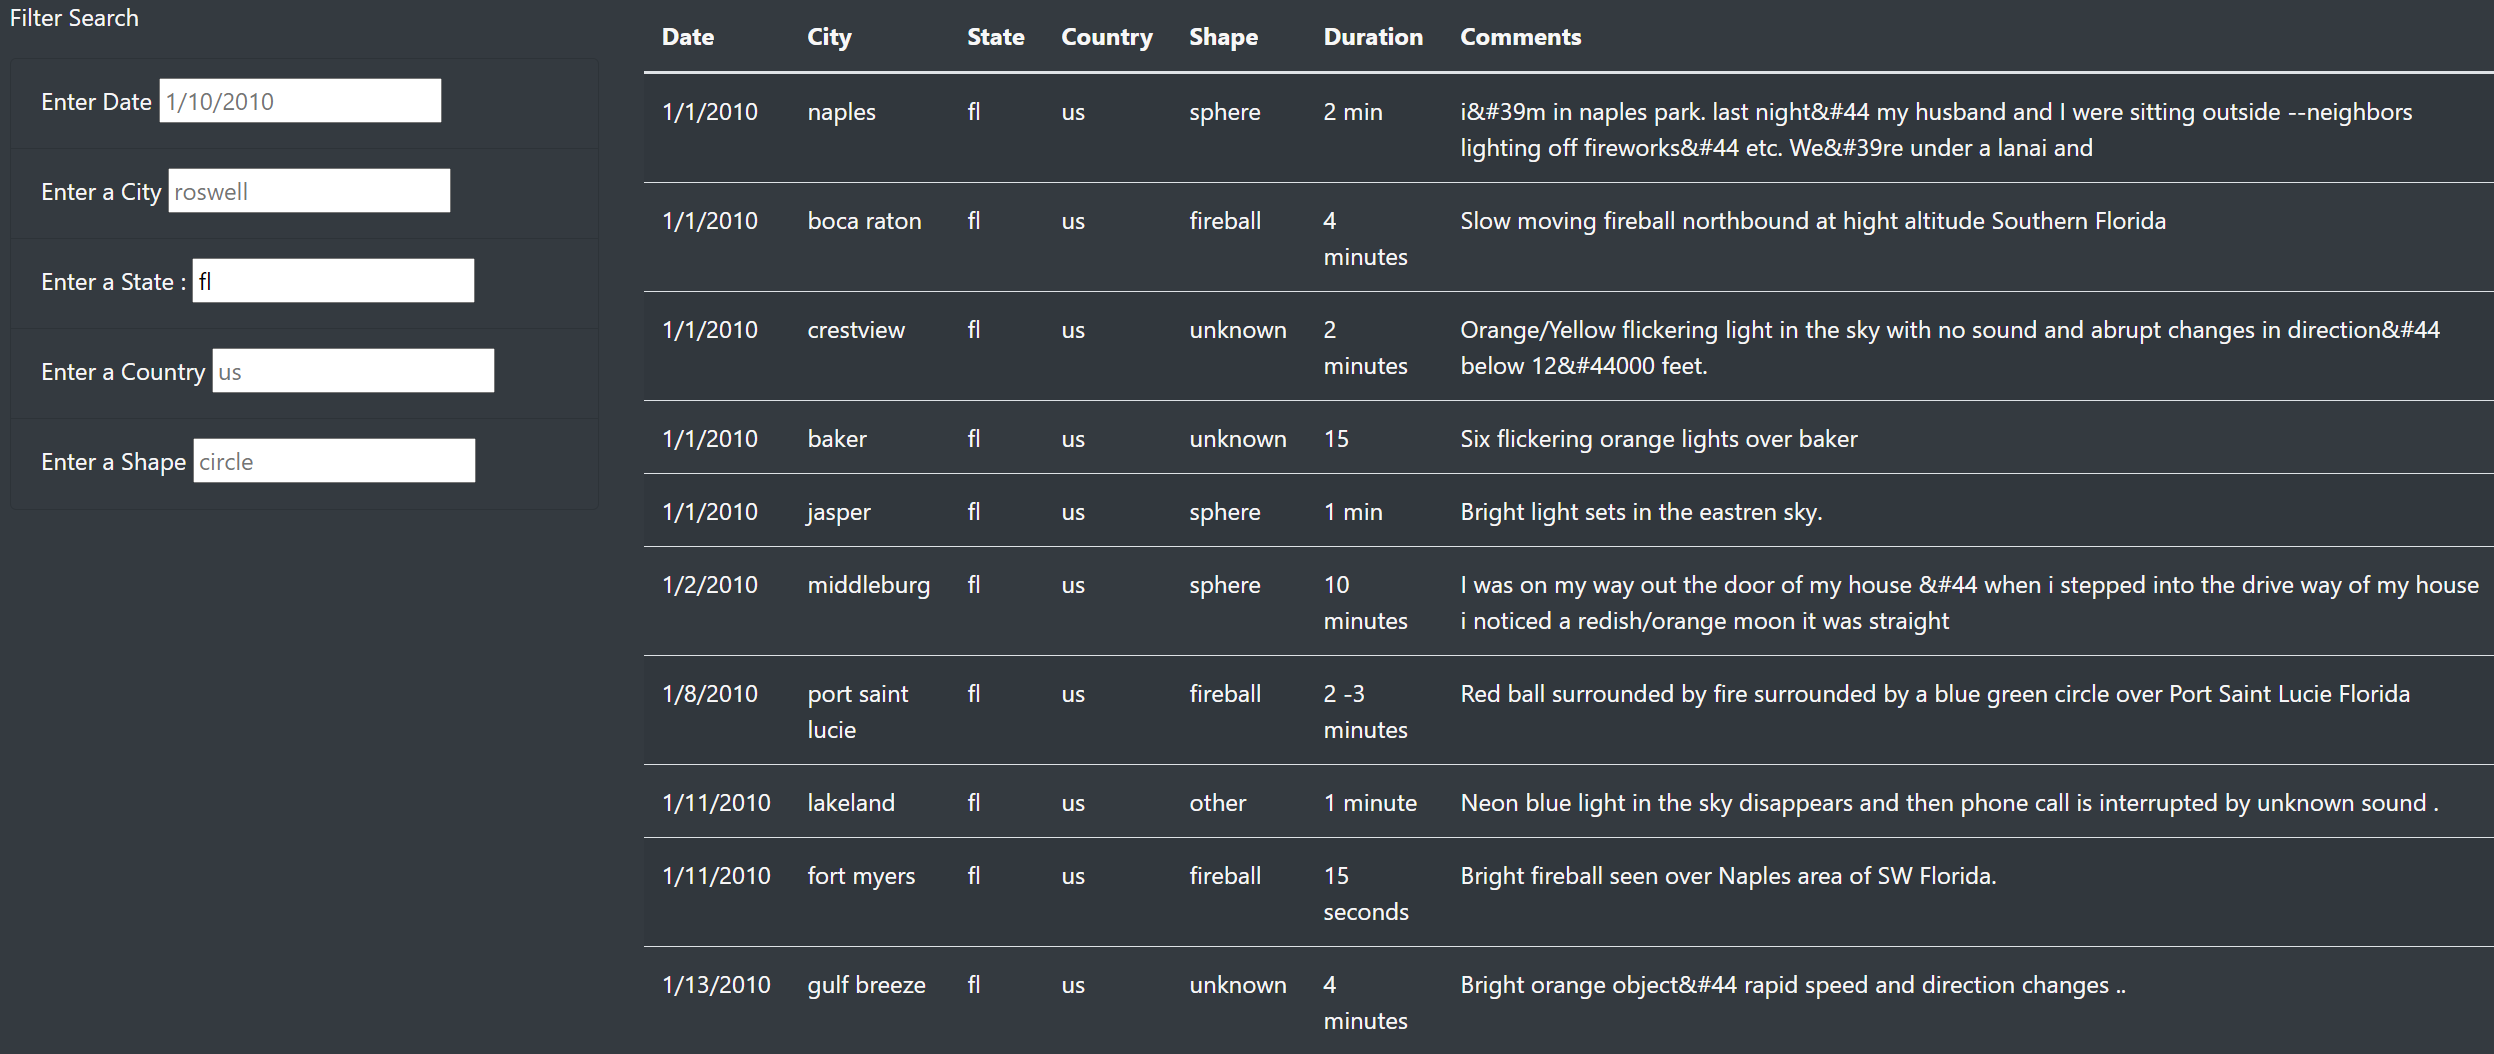 Filter Search
Enter Date 1/10/2010
Enter a City roswell
Enter a State : fl
Enter a Country us
Enter a Shape circle
Date City State Country Shape Duration Comments
1/1/2010 naples fl us sphere 2 min i&#39m in naples park. last night&#44 my husband and I were sitting outside --neighbors
lighting off fireworks&#44 etc. We&#39re under a lanai and
1/1/2010 boca raton fl us fireball 4 Slow moving fireball northbound at hight altitude Southern Florida
minutes
1/1/2010 crestview fl us unknown 2 Orange/Yellow flickering light in the sky with no sound and abrupt changes in direction&#44
minutes below 12&#44000 feet.
1/1/2010 baker fl us unknown 15 Six flickering orange lights over baker
1/1/2010 jasper fl us sphere 1 min Bright light sets in the eastren sky.
1/2/2010 middleburg fl us sphere 10 I was on my way out the door of my house &#44 when i stepped into the drive way of my house
minutes i noticed a redish/orange moon it was straight
1/8/2010 port saint fl us fireball 2 -3 Red ball surrounded by fire surrounded by a blue green circle over Port Saint Lucie Florida
lucie minutes
1/11/2010 lakeland fl us other 1 minute Neon blue light in the sky disappears and then phone call is interrupted by unknown sound .
1/11/2010 fort myers fl us fireball 15 Bright fireball seen over Naples area of SW Florida.
seconds
1/13/2010 gulf breeze fl us unknown 4 Bright orange object&#44 rapid speed and direction changes ..
minutes